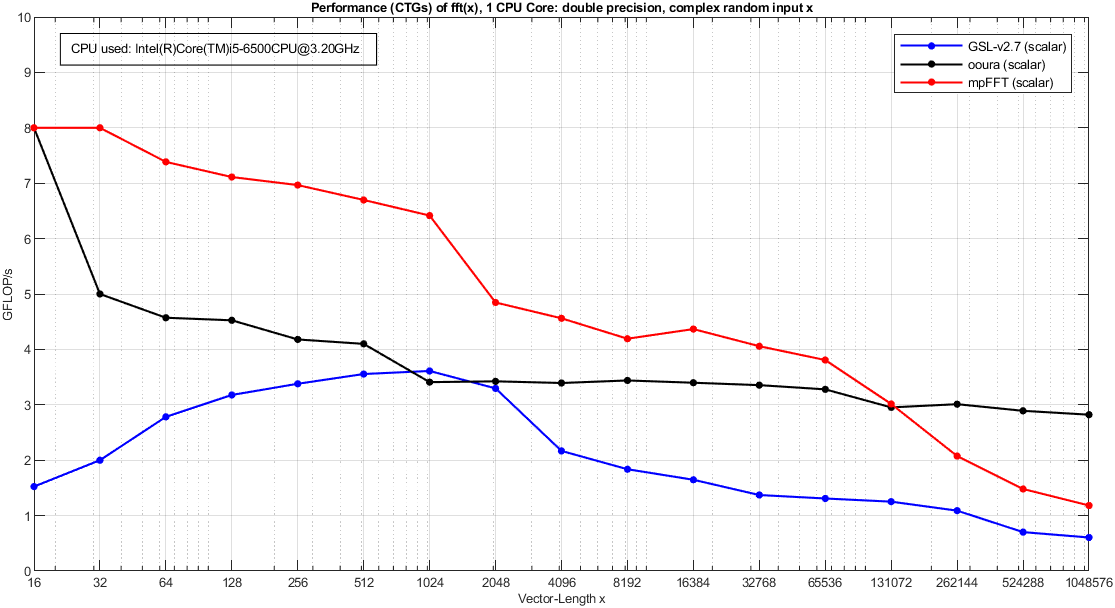 Performance (CTGs) of fft(x), 1 CPU Core: double precision, complex random input x
CPU used: Intel(R)Core(TM)i5-6500CPU@3.20GHz
GSL-v2.7 (scalar)
ooura (scalar)
mpFFT (scalar)
GFLOP/s
10
9
8
7
6
5
4
3
2
1
0
16 32 64 128 256 512 1024 2048 4096 8192 16384 32768 65536 131072 262144 524288 1048576
Vector-Length x